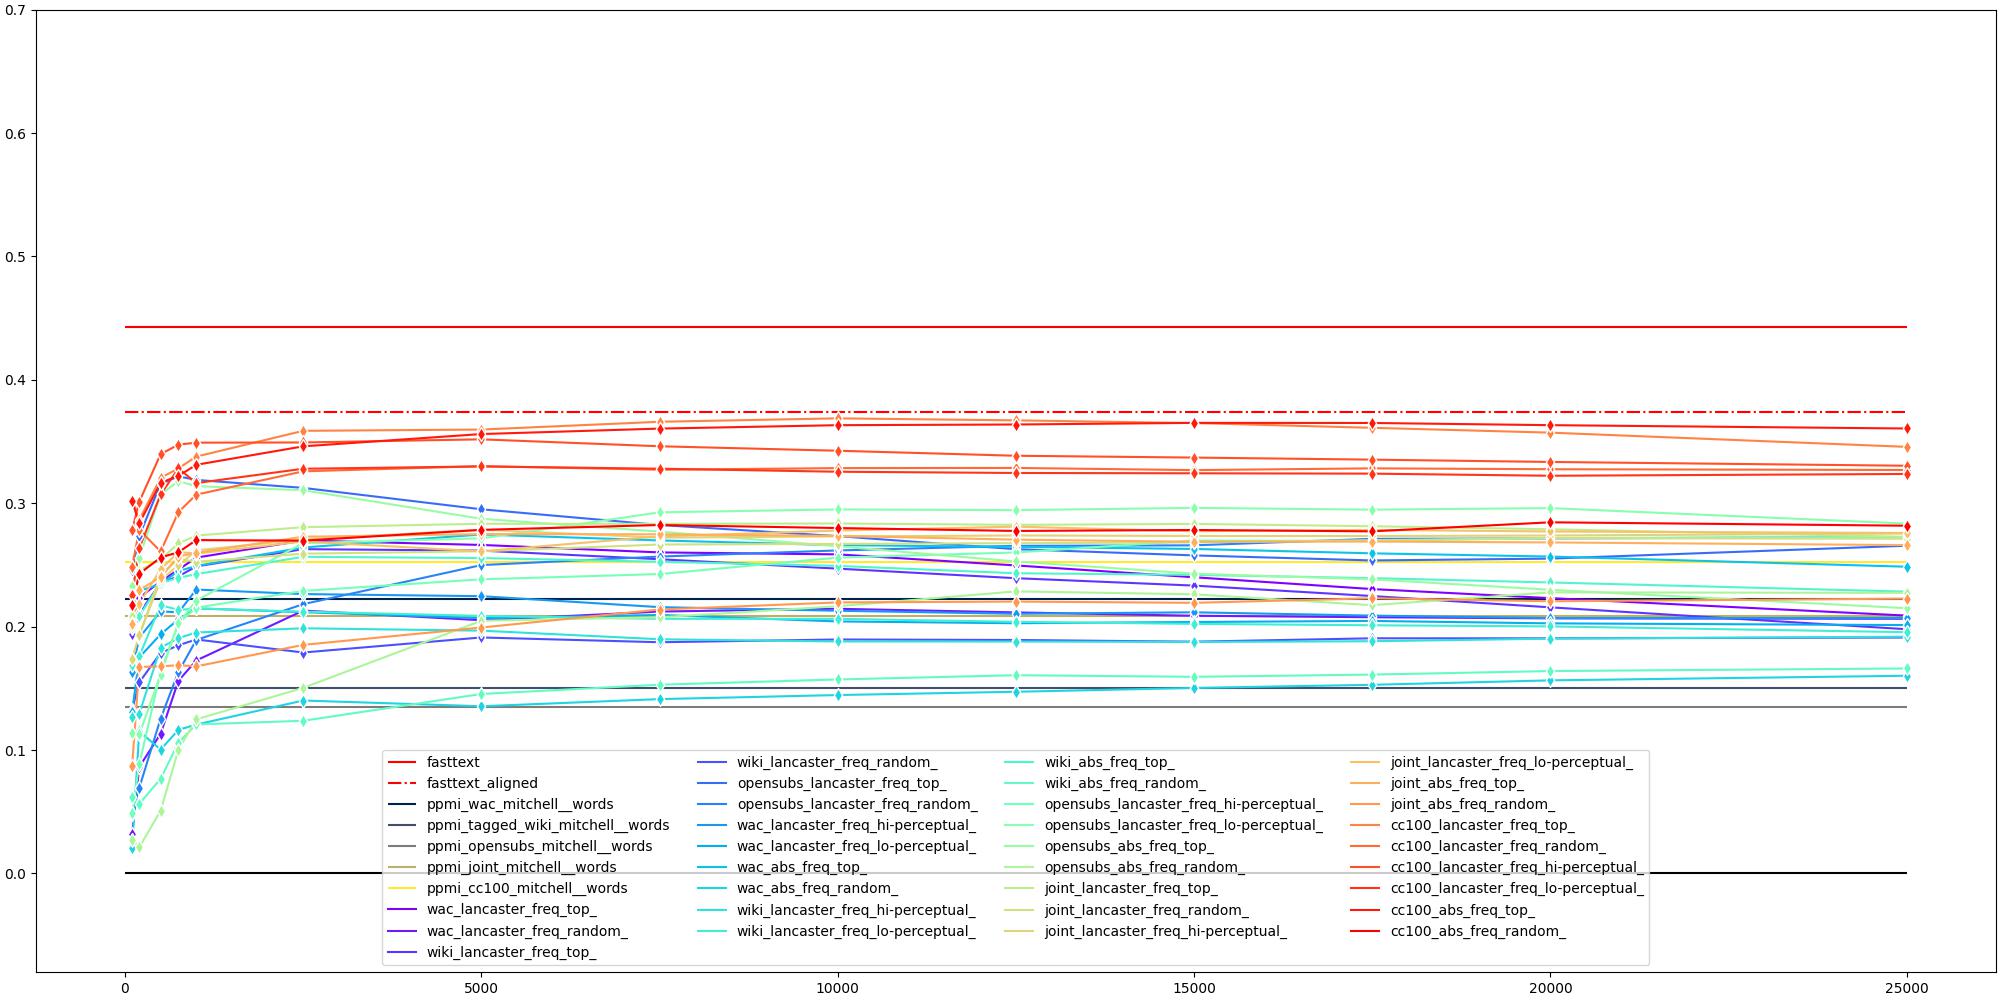 0.7
0.6
0.5
0.4
0.3
0.2
0.1
0.0
fasttext
fasttext_aligned
ppmi_wac_mitchell__words
ppmi_tagged_wiki_mitchell__words
ppmi_opensubs_mitchell__words
ppmi_joint_mitchell__words
ppmi_cc100_mitchell__words
wac_lancaster_freq_top_
wac_lancaster_freq_random_
wiki_lancaster_freq_top_
wiki_lancaster_freq_random_
opensubs_lancaster_freq_top_
opensubs_lancaster_freq_random_
wac_lancaster_freq_hi-perceptual_
wac_lancaster_freq_lo-perceptual_
wac_abs_freq_top_
wac_abs_freq_random_
wiki_lancaster_freq_hi-perceptual_
wiki_lancaster_freq_lo-perceptual_
wiki_abs_freq_top_
wiki_abs_freq_random_
opensubs_lancaster_freq_hi-perceptual_
opensubs_lancaster_freq_lo-perceptual_
opensubs_abs_freq_top_
opensubs_abs_freq_random_
joint_lancaster_freq_top_
joint_lancaster_freq_random_
joint_lancaster_freq_hi-perceptual_
joint_lancaster_freq_lo-perceptual_
joint_abs_freq_top_
joint_abs_freq_random_
cc100_lancaster_freq_top_
cc100_lancaster_freq_random_
cc100_lancaster_freq_hi-perceptual_
cc100_lancaster_freq_lo-perceptual_
cc100_abs_freq_top_
cc100_abs_freq_random_
0
5000
10000
15000
20000
25000